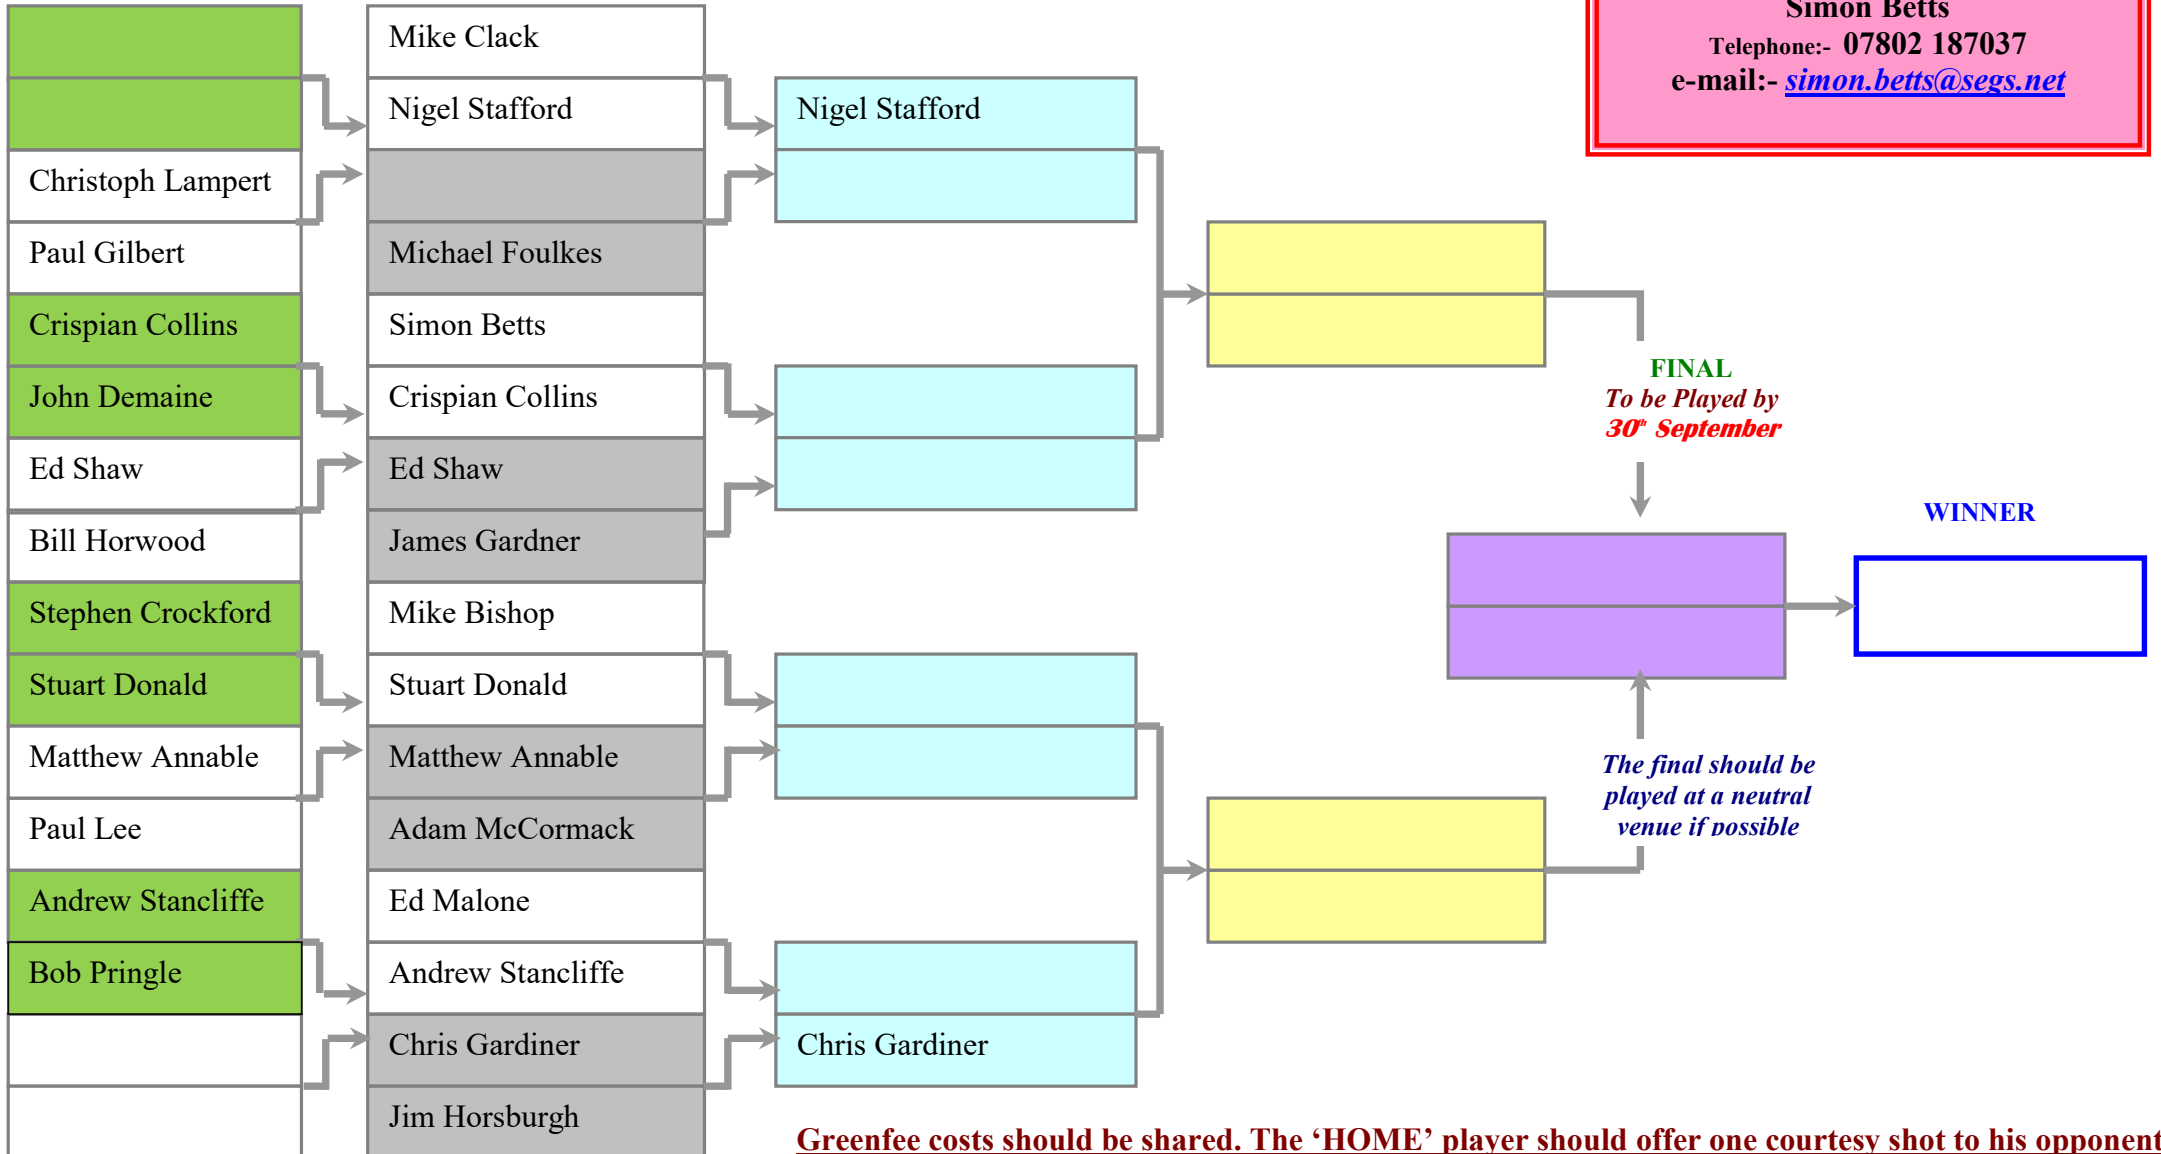 Simon Betts
Telephone:- 07802 187037
e-mail:- simon.betts@segs.net
Christoph Lampert
Paul Gilbert
Crispian Collins
John Demaine
Ed Shaw
Bill Horwood
Stephen Crockford
Stuart Donald
Matthew Annable
Paul Lee
Andrew Stancliffe
Bob Pringle
Mike Clack
Nigel Stafford
Michael Foulkes
Simon Betts
Crispian Collins
Ed Shaw
James Gardner
Mike Bishop
Stuart Donald
Matthew Annable
Adam McCormack
Ed Malone
Andrew Stancliffe
Chris Gardiner
Jim Horsburgh
Nigel Stafford
Chris Gardiner
FINAL
To be Played by
30th September
The final should be
played at a neutral
venue if possible
WINNER
Greenfee costs should be shared. The ‘HOME’ player should offer one courtesy shot to his opponent